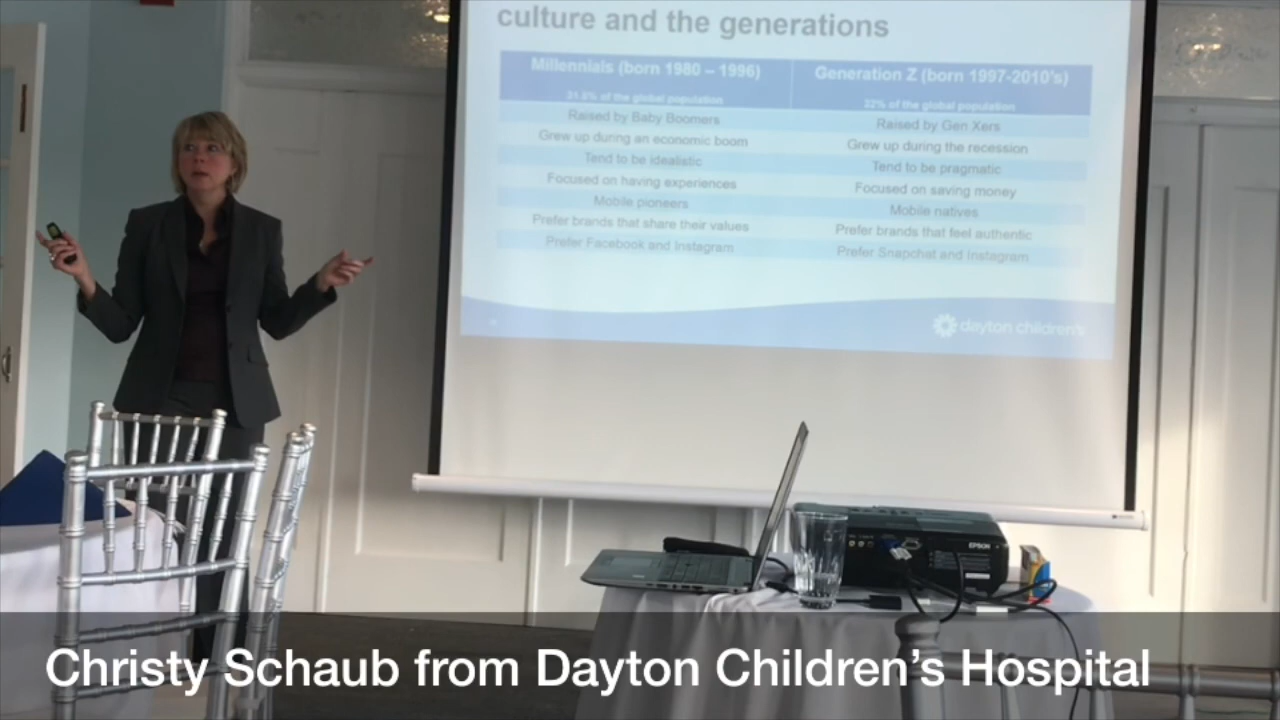 culture and the generations
Millennials (born 1980 – 1996)
31.5% of the global population
Raised by Baby Boomers
Grew up during an economic boom
Tend to be idealistic
Focused on having experiences
Mobile pioneers
Prefer brands that share their values
Prefer Facebook and Instagram
Generation Z (born 1997-2010's)
32% of the global population
Raised by Gen Xers
Grew up during the recession
Tend to be pragmatic
Focused on saving money
Mobile natives
Prefer brands that feel authentic
Prefer Snapchat and Instagram
dayton children's
EPSON
Christy Schaub from Dayton Children’s Hospital